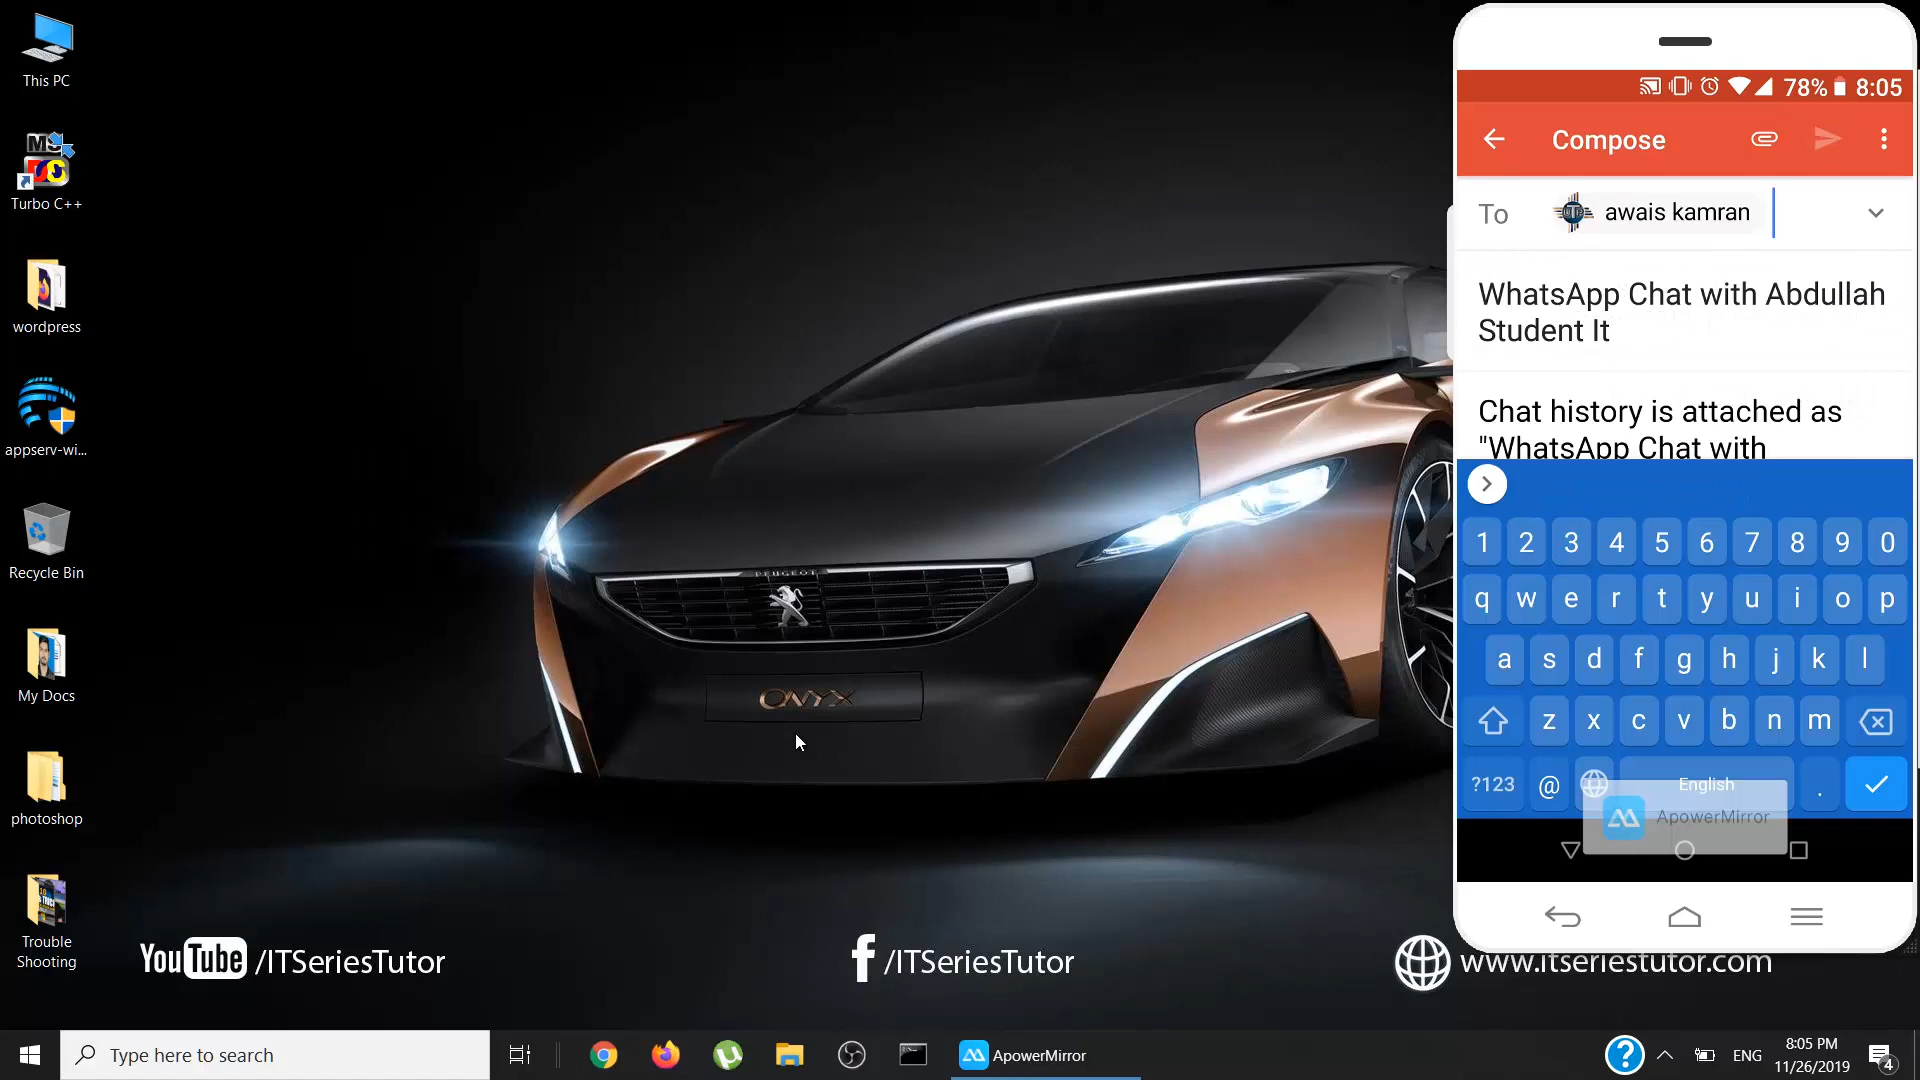 This PC
Turbo C++
wordpress
appserv-wi...
Recycle Bin
My Docs
photoshop
Trouble
Shooting
PEUGEOT
ONYX
YouTube /ITSeriesTutor
f /ITSeriesTutor
www.itseriestutor.com
78% 8:05
Compose
To awais kamran
WhatsApp Chat with Abdullah
Student It
Chat history is attached as
"WhatsApp Chat with
1 2 3 4 5 6 7 8 9 0
q w e r t y u i o p
a s d f g h j k l
z x c v b n m
?123 @ English .
ApowerMirror
Type here to search
ApowerMirror
ENG
8:05 PM
11/26/2019
4